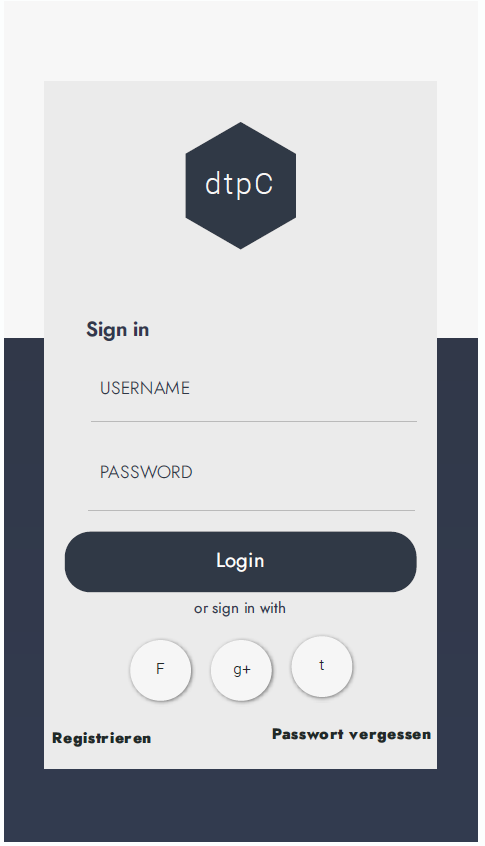 dtpC
Sign in
USERNAME
PASSWORD
Login
or sign in with
F
g+
t
Registrieren
Passwort vergessen